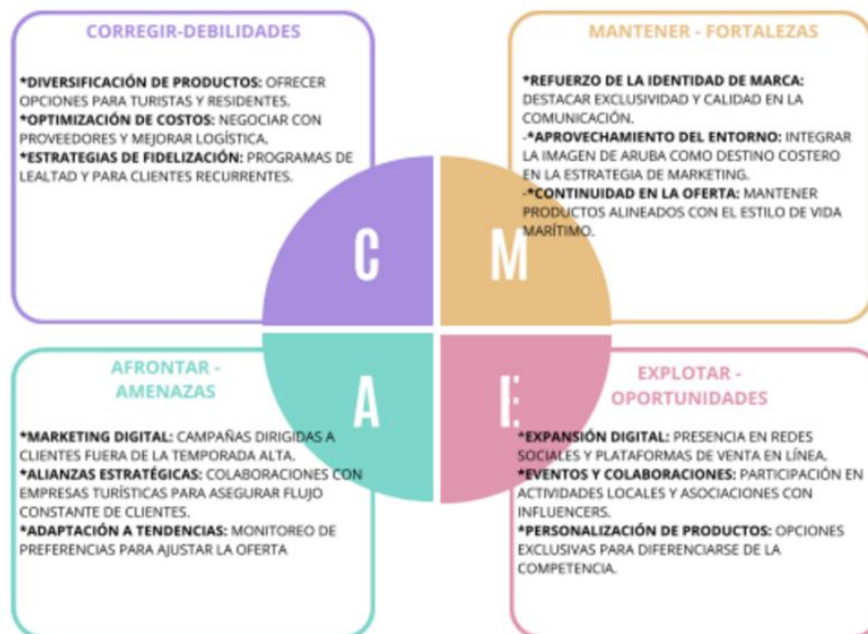 CORREGIR-DEBILIDADES
*DIVERSIFICACIÓN DE PRODUCTOS: OFRECER
OPCIONES PARA TURISTAS Y RESIDENTES.
*OPTIMIZACIÓN DE COSTOS: NEGOCIAR CON
PROVEEDORES Y MEJORAR LOGÍSTICA.
*ESTRATEGIAS DE FIDELIZACIÓN: PROGRAMAS DE
LEALTAD Y PARA CLIENTES RECURRENTES.
MANTENER - FORTALEZAS
*REFUERZO DE LA IDENTIDAD DE MARCA:
DESTACAR EXCLUSIVIDAD Y CALIDAD EN LA
COMUNICACIÓN.
-*APROVECHAMIENTO DEL ENTORNO: INTEGRAR
LA IMAGEN DE ARUBA COMO DESTINO COSTERO
EN LA ESTRATEGIA DE MARKETING.
-*CONTINUIDAD EN LA OFERTA: MANTENER
PRODUCTOS ALINEADOS CON EL ESTILO DE VIDA
MARÍTIMO.
C
M
A
E
AFRONTAR -
AMENAZAS
*MARKETING DIGITAL: CAMPAÑAS DIRIGIDAS A
CLIENTES FUERA DE LA TEMPORADA ALTA.
*ALIANZAS ESTRATÉGICAS: COLABORACIONES CON
EMPRESAS TURÍSTICAS PARA ASEGURAR FLUJO
CONSTANTE DE CLIENTES.
*ADAPTACIÓN A TENDENCIAS: MONITOREO DE
PREFERENCIAS PARA AJUSTAR LA OFERTA
EXPLOTAR -
OPORTUNIDADES
*EXPANSIÓN DIGITAL: PRESENCIA EN REDES
SOCIALES Y PLATAFORMAS DE VENTA EN LÍNEA.
*EVENTOS Y COLABORACIONES: PARTICIPACIÓN EN
ACTIVIDADES LOCALES Y ASOCIACIONES CON
INFLUENCERS.
*PERSONALIZACIÓN DE PRODUCTOS: OPCIONES
EXCLUSIVAS PARA DIFERENCIARSE DE LA
COMPETENCIA.